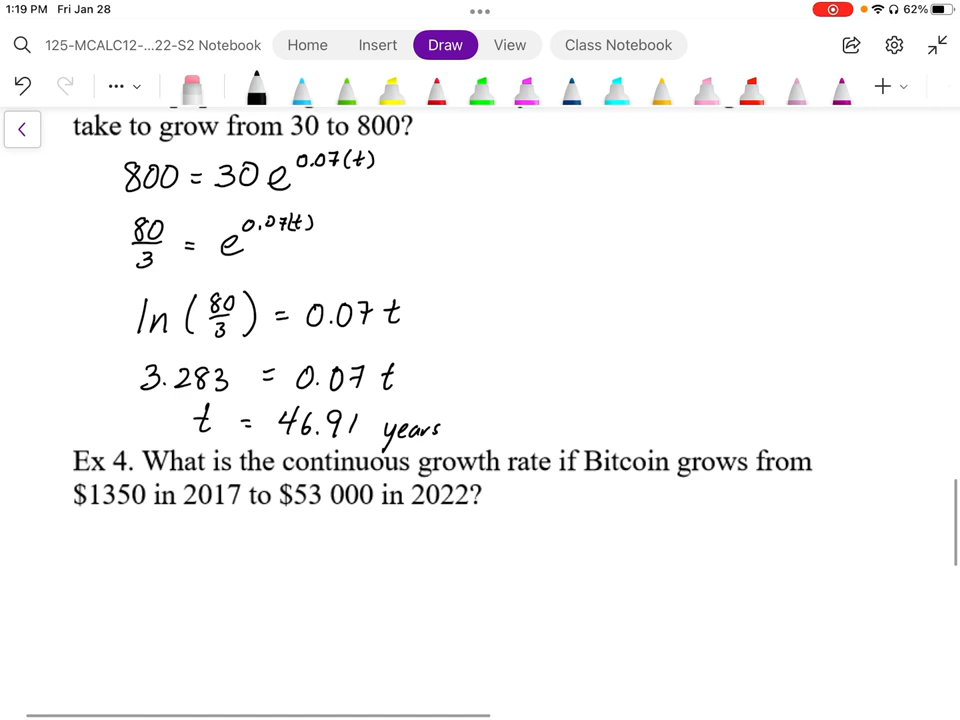 1:19 PM Fri Jan 28
62%
125-MCALC12-...22-S2 Notebook Home Insert Draw View Class Notebook
take to grow from 30 to 800?
800 = 30 e^0.07(t)
80/3 = e^0.07(t)
ln (80/3) = 0.07 t
3.283 = 0.07 t
t = 46.91 years
Ex 4. What is the continuous growth rate if Bitcoin grows from
$1350 in 2017 to $53 000 in 2022?